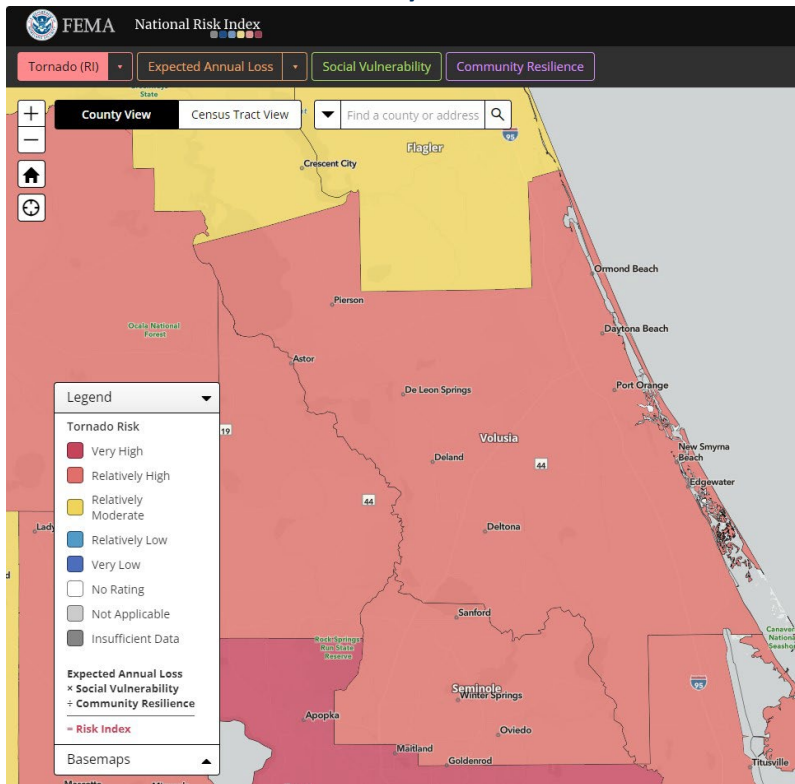 FEMA National Risk Index
Tornado (RI) Expected Annual Loss Social Vulnerability Community Resilience
State
+ County View Census Tract View Find a county or address
−
95
Flagler
Crescent City
Ormond Beach
Pierson
Ocala National
Forest
Daytona Beach
Astor
Port Orange
De Leon Springs
Legend
Tornado Risk
Very High
Relatively High
Relatively
Moderate
Relatively Low
Very Low
No Rating
Not Applicable
Insufficient Data
Expected Annual Loss
× Social Vulnerability
÷ Community Resilience
= Risk Index
Basemaps
19
Volusia
New Smyrna
Beach
Deland
44
Edgewater
44
Lady
Deltona
Sanford
Canaver
National
Seasho
Rock Springs
Run State
Reserve
95
Seminole
Winter Springs
Apopka
Oviedo
Maitland
Goldenrod
Titusville